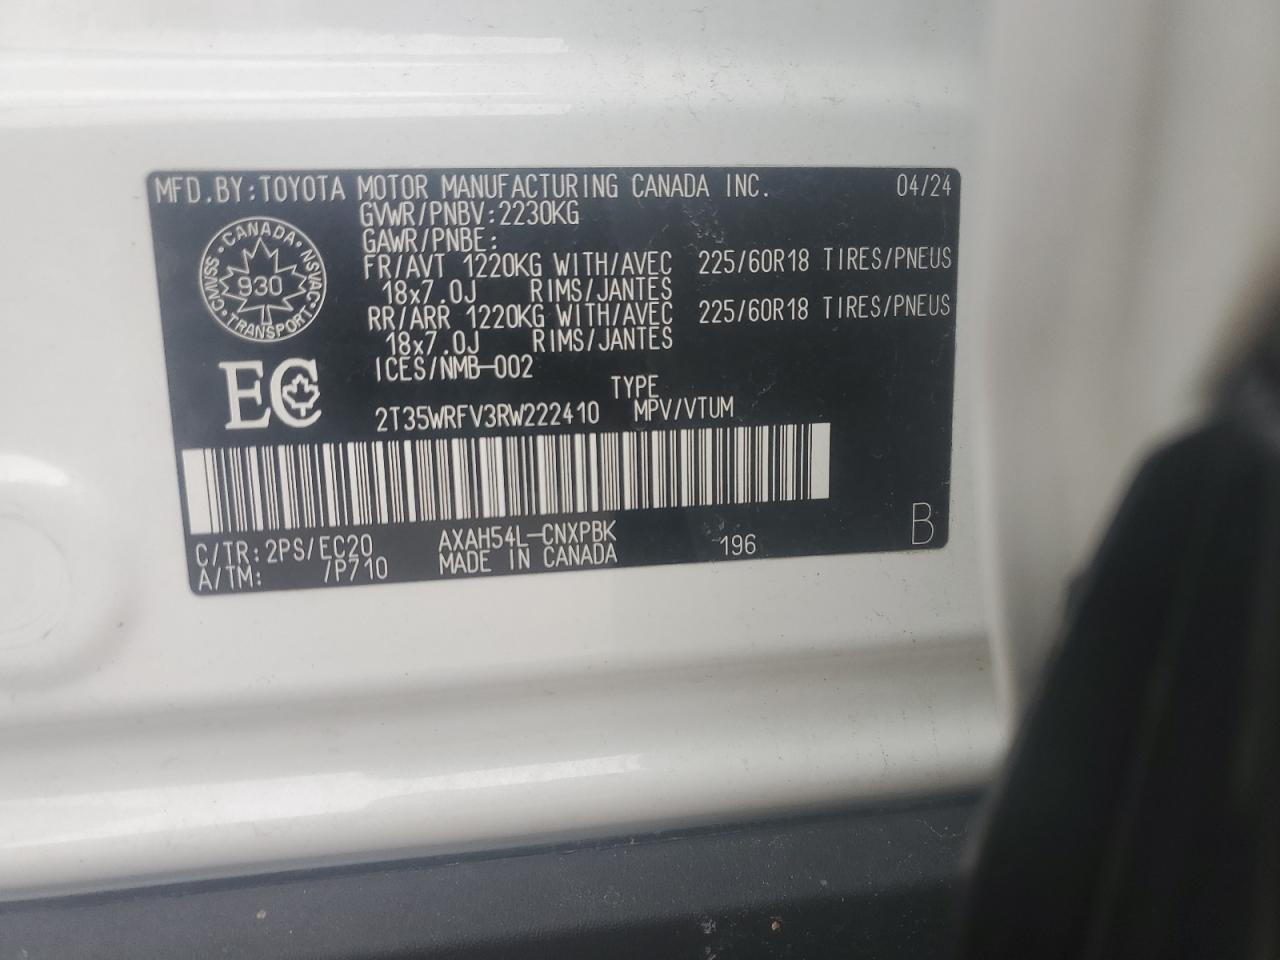 MFD.BY:TOYOTA MOTOR MANUFACTURING CANADA INC. 04/24
GVWR/PNBV:2230KG
GAWR/PNBE:
FR/AVT 1220KG WITH/AVEC 225/60R18 TIRES/PNEUS
18x7.0J RIMS/JANTES
RR/ARR 1220KG WITH/AVEC 225/60R18 TIRES/PNEUS
18x7.0J RIMS/JANTES
ICES/NMB-002
CANADA
CMVSS NSVAC
930
TRANSPORT
EC
TYPE
2T35WRFV3RW222410 MPV/VTUM
C/TR:2PS/EC20 AXAH54L-CNXPBK 196 B
A/TM: /P710 MADE IN CANADA